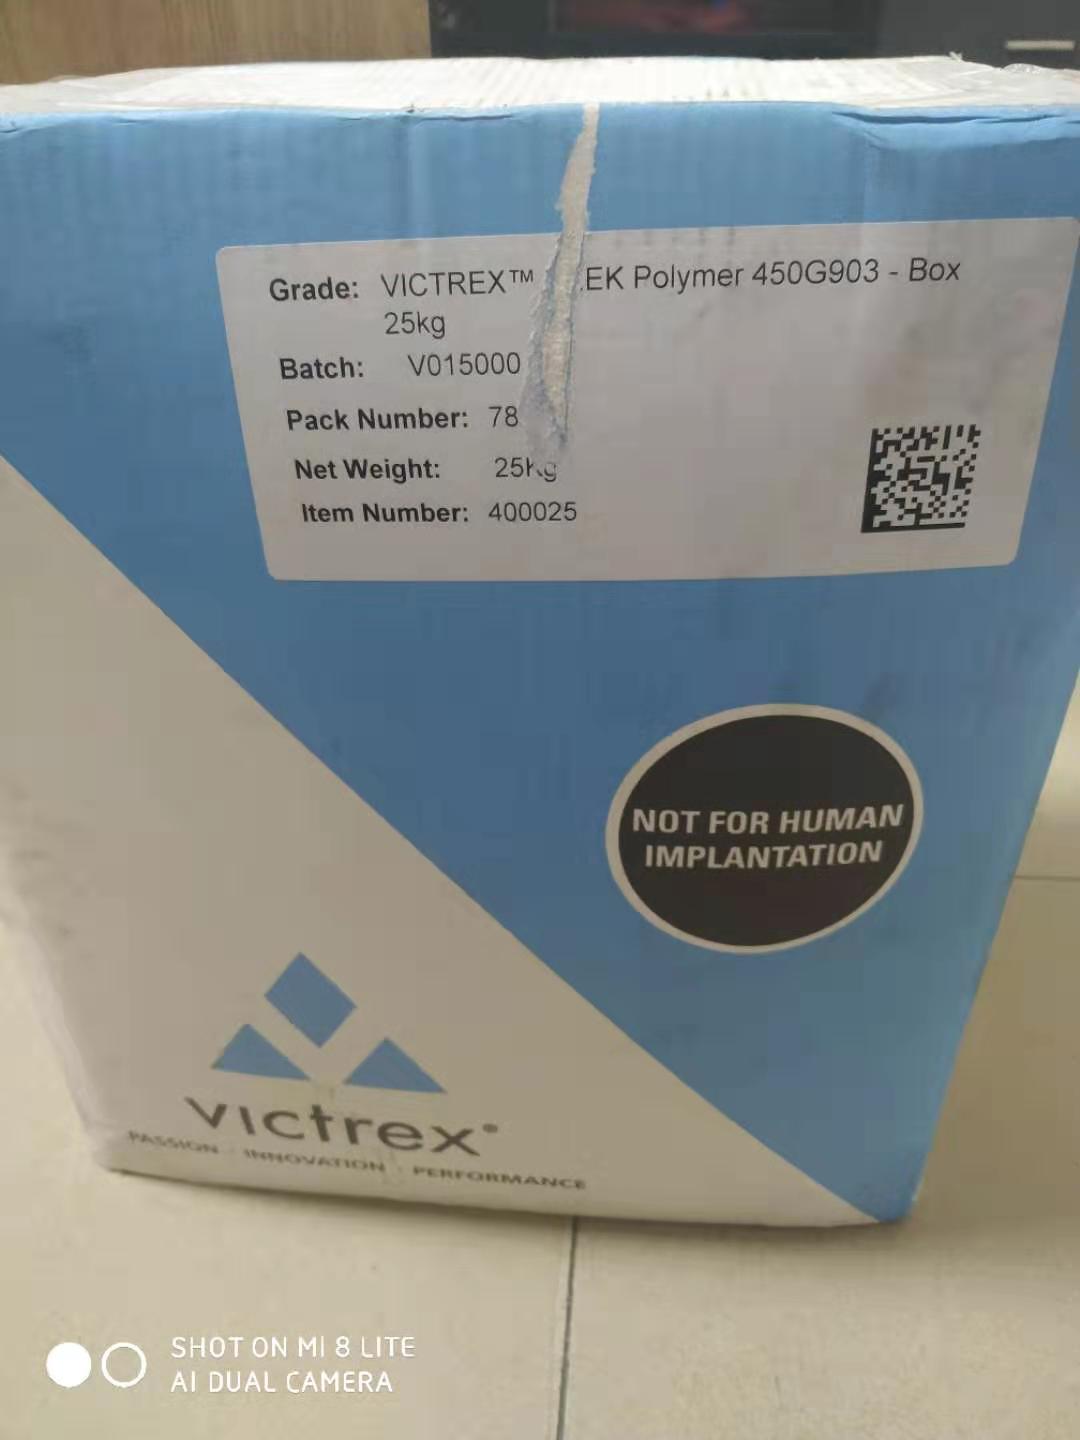 Grade: VICTREX™ EK Polymer 450G903 - Box
25kg
Batch: V015000
Pack Number: 78
Net Weight: 25kg
Item Number: 400025
NOT FOR HUMAN
IMPLANTATION
victrex®
PASSION · INNOVATION · PERFORMANCE
SHOT ON MI 8 LITE
AI DUAL CAMERA